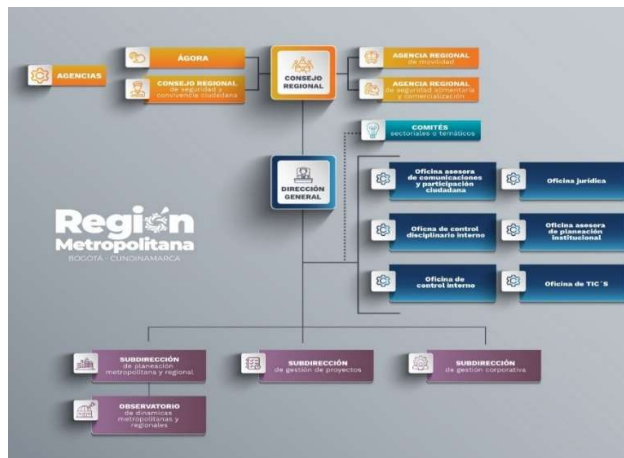 AGENCIAS
ÁGORA
CONSEJO REGIONAL
de seguridad y
convivencia ciudadana
CONSEJO
REGIONAL
AGENCIA REGIONAL
de movilidad
AGENCIA REGIONAL
de seguridad alimentaria
y comercialización
COMITÉS
sectoriales o temáticos
DIRECCIÓN
GENERAL
Oficina asesora
de comunicaciones
y participación
ciudadana
Oficina jurídica
Oficina de control
disciplinario interno
Oficina asesora
de planeación
institucional
Oficina de
control interno
Oficina de TIC´S
Región
Metropolitana
BOGOTÁ - CUNDINAMARCA
SUBDIRECCIÓN
de planeación
metropolitana y regional
SUBDIRECCIÓN
de gestión de proyectos
SUBDIRECCIÓN
de gestión corporativa
OBSERVATORIO
de dinámicas
metropolitanas y
regionales